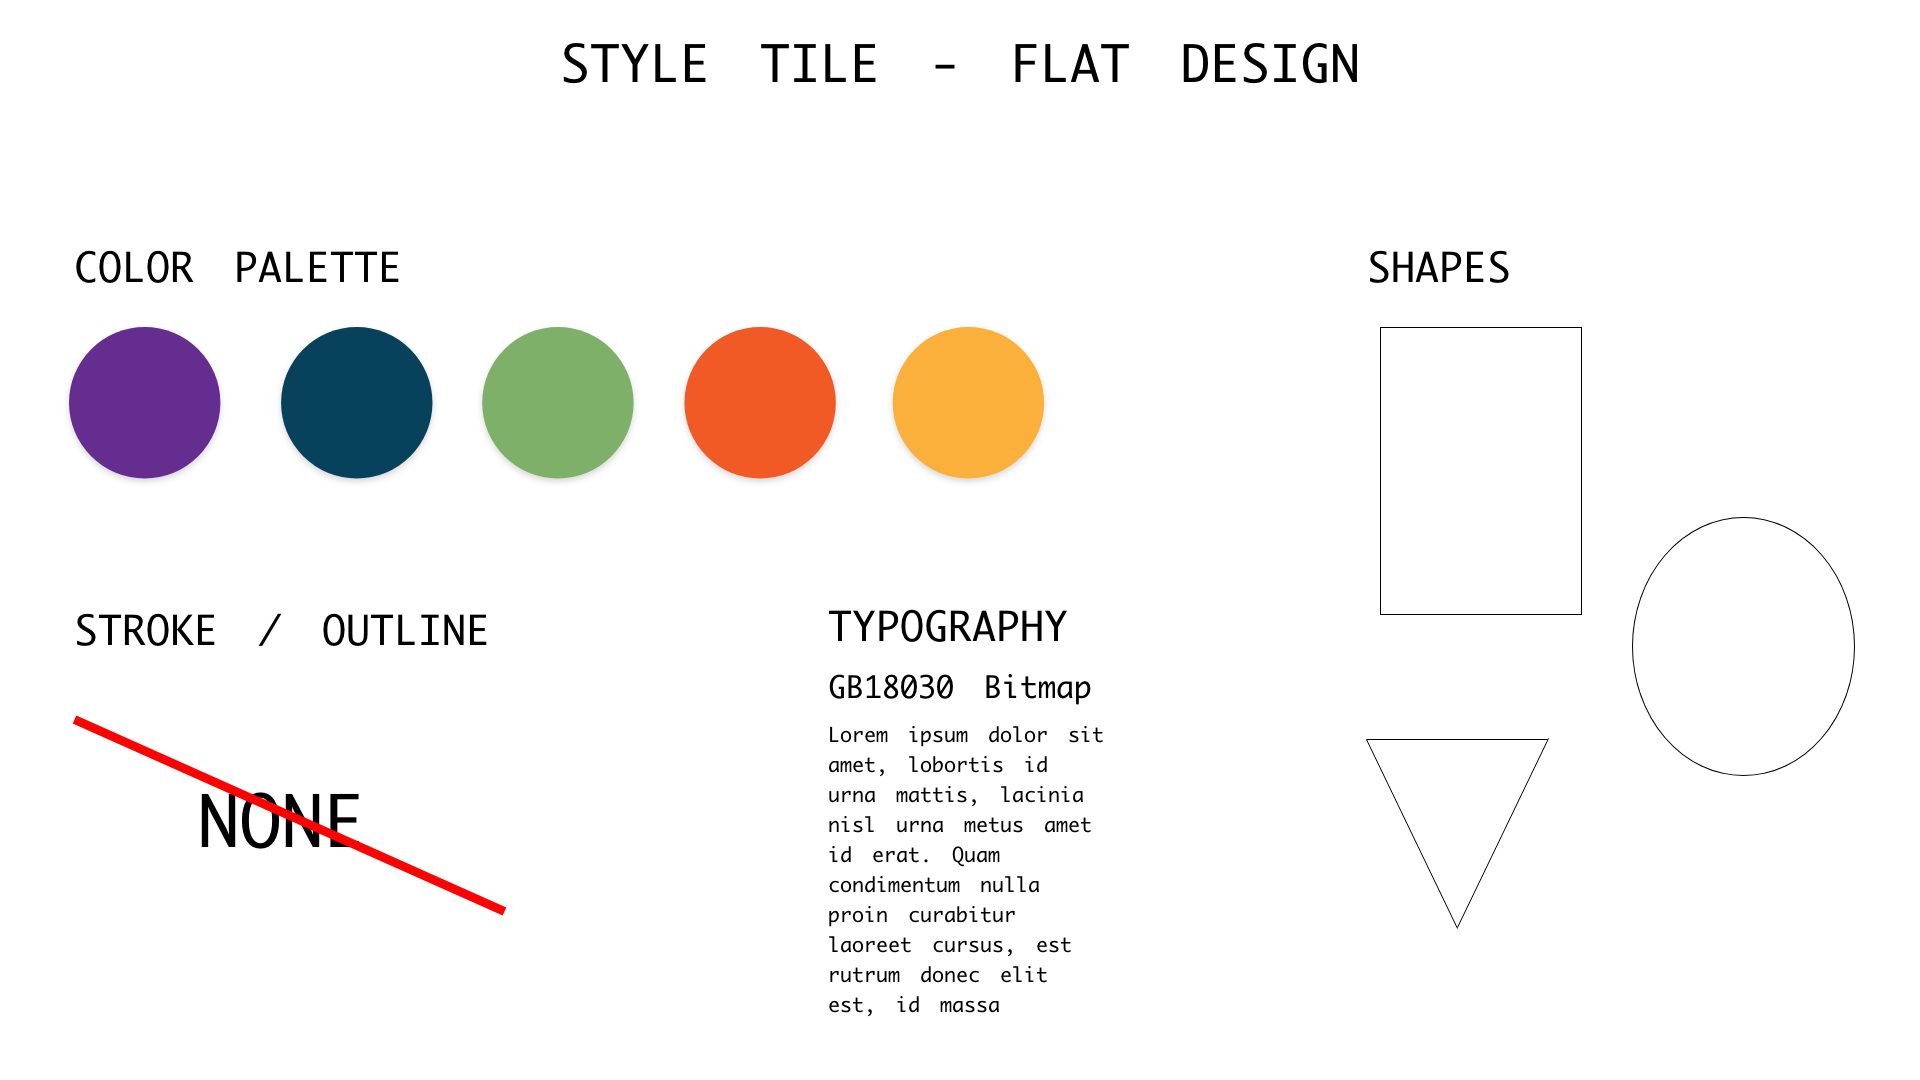 STYLE TILE - FLAT DESIGN
COLOR PALETTE
SHAPES
STROKE / OUTLINE
NONE
TYPOGRAPHY
GB18030 Bitmap
Lorem ipsum dolor sit
amet, lobortis id
urna mattis, lacinia
nisl urna metus amet
id erat. Quam
condimentum nulla
proin curabitur
laoreet cursus, est
rutrum donec elit
est, id massa